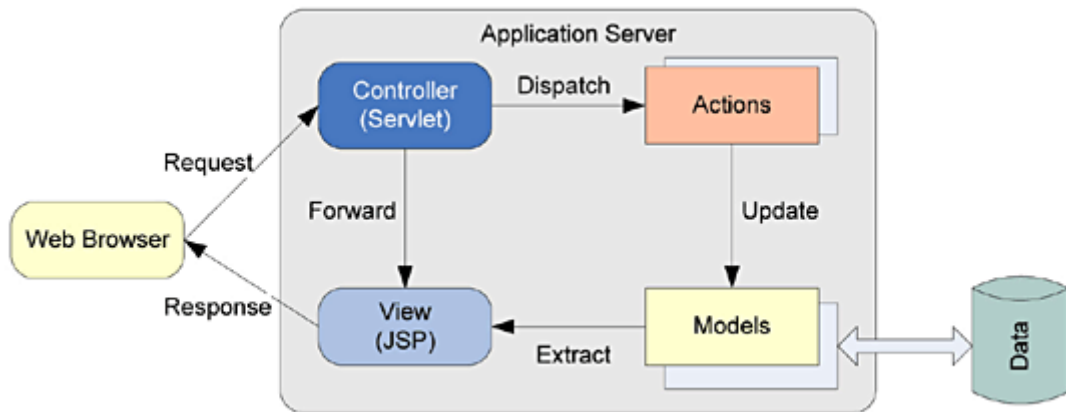 Application Server
Controller
(Servlet)
Dispatch
Actions
Request
Forward
Update
Web Browser
Response
View
(JSP)
Extract
Models
Data